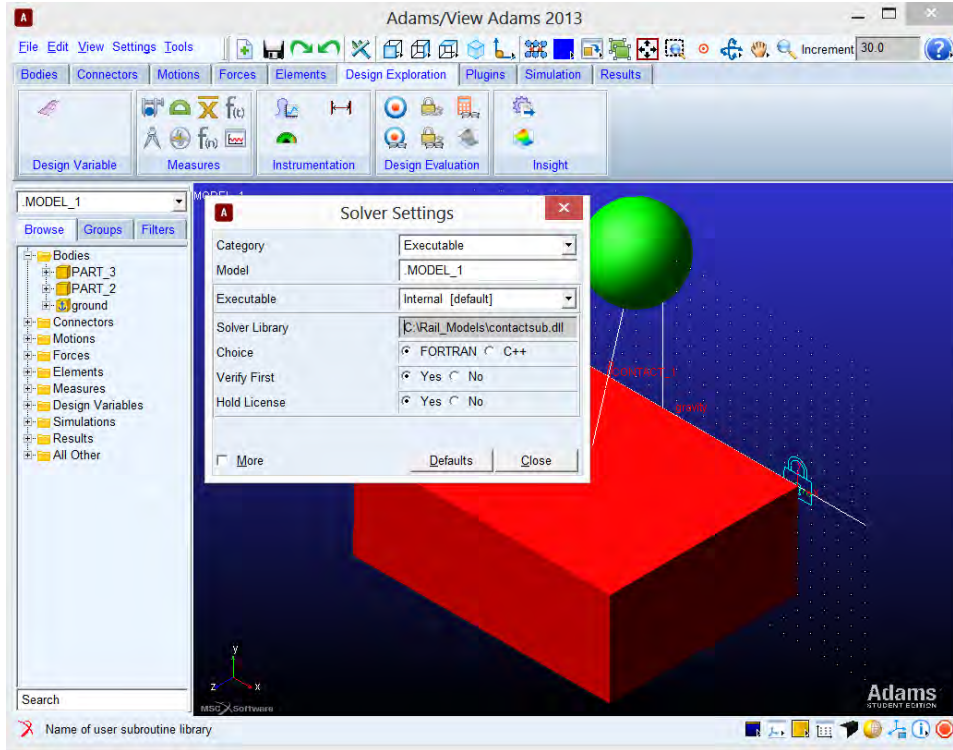 A
Adams/View Adams 2013
File Edit View Settings Tools
Increment 30.0
?
Bodies Connectors Motions Forces Elements Design Exploration Plugins Simulation Results
f(t)
f(n)
Design Variable Measures Instrumentation Design Evaluation Insight
.MODEL_1
Browse Groups Filters
Bodies
PART_3
PART_2
ground
Connectors
Motions
Forces
Elements
Measures
Design Variables
Simulations
Results
All Other
Search
A Solver Settings
Category Executable
Model .MODEL_1
Executable Internal [default]
Solver Library C:\Rail_Models\contactsub.dll
Choice FORTRAN C++
Verify First Yes No
Hold License Yes No
More Defaults Close
gravity
y
z x
MSC Software
Adams
STUDENT EDITION
Name of user subroutine library